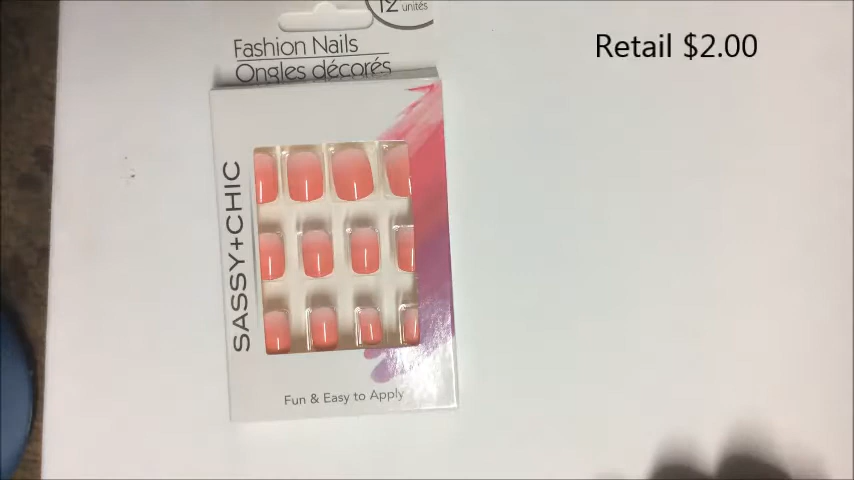 12
unités
Retail $2.00
Fashion Nails
Ongles décorés
SASSY+CHIC
Fun & Easy to Apply